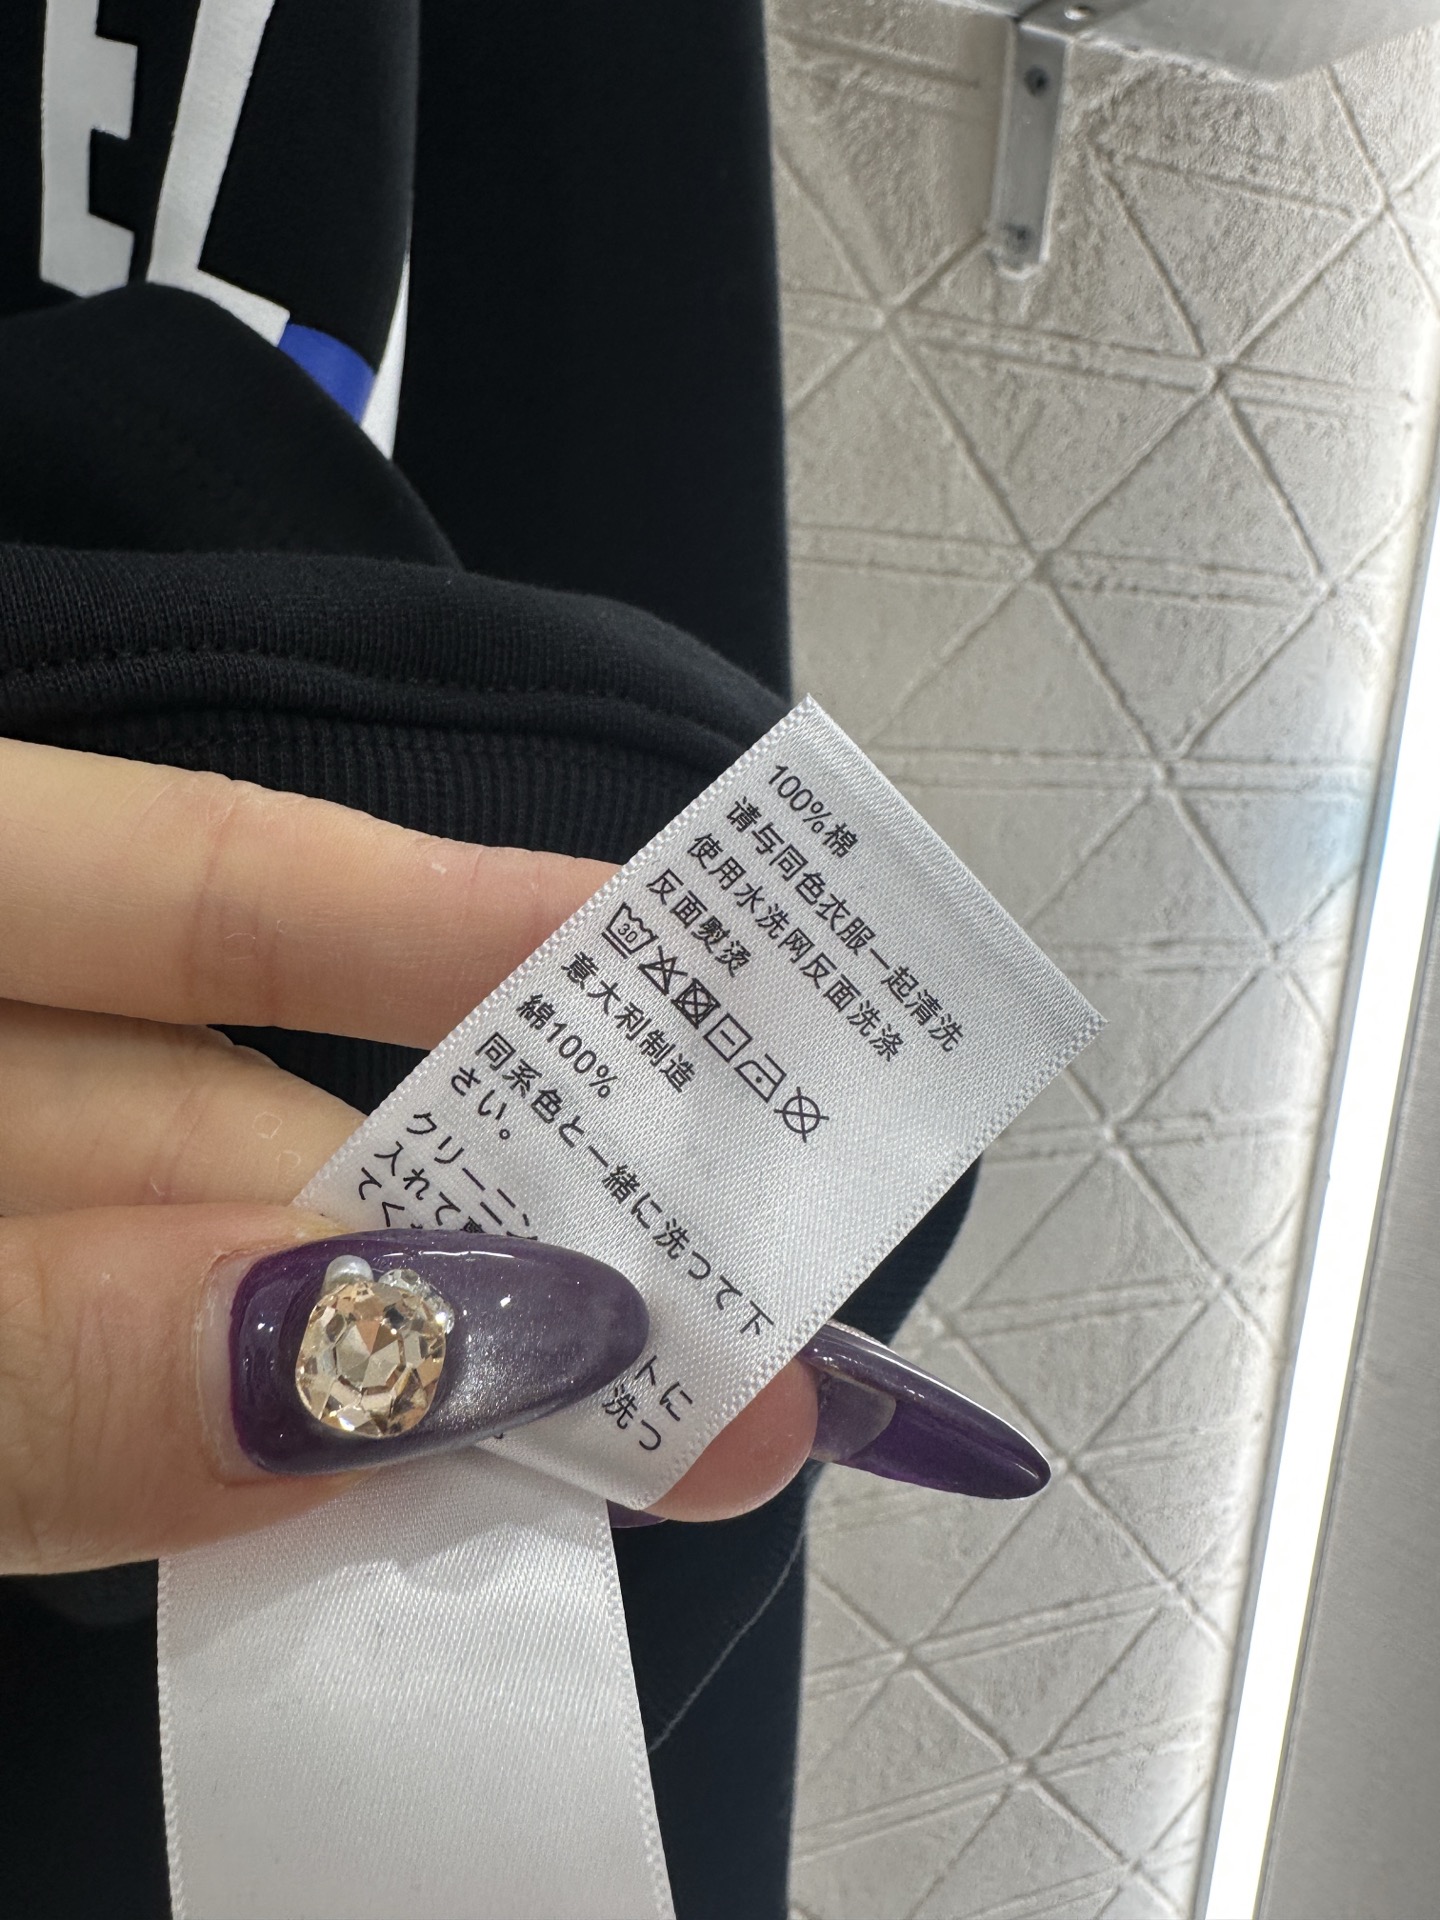 100%棉
请与同色衣服一起清洗
使用水洗网反面洗涤
反面熨烫
30
意大利制造
綿100%
同系色と一緒に洗って下
さい。
クリーニン トに
入れて 洗っ
てく